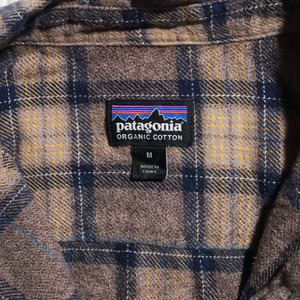 patagonia
ORGANIC COTTON
M
MADE IN
CHINA